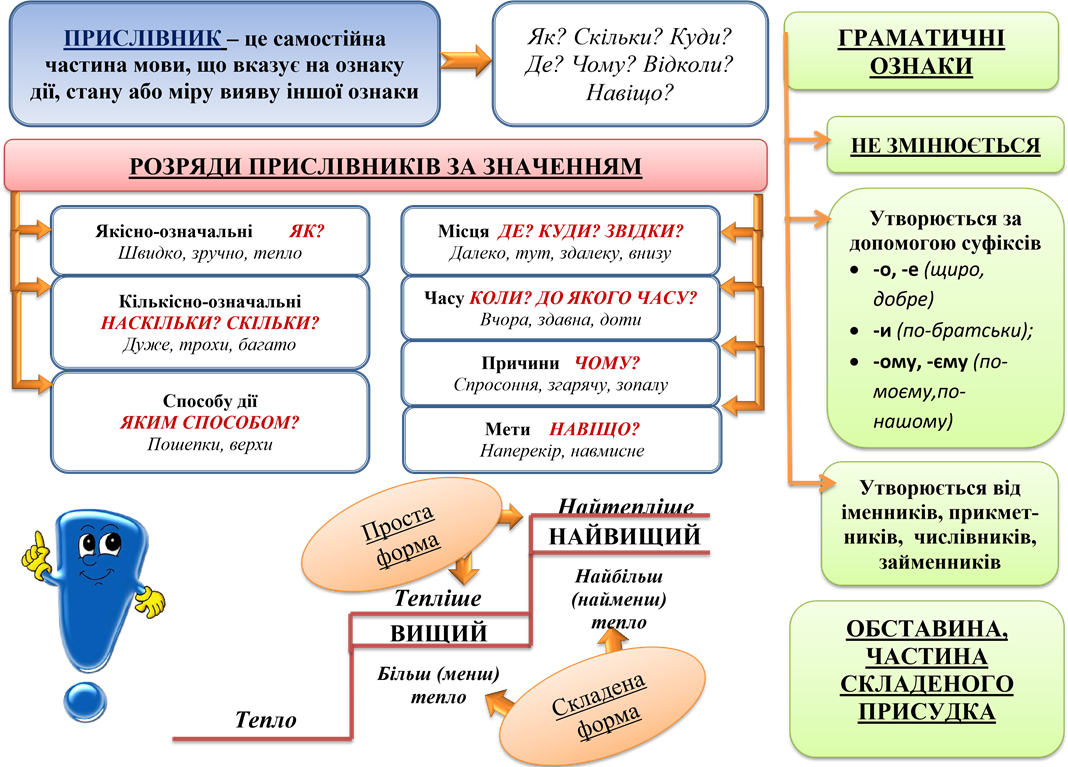 ПРИСЛІВНИК – це самостійна
частина мови, що вказує на ознаку
дії, стану або міру вияву іншої ознаки
Як? Скільки? Куди?
Де? Чому? Відколи?
Навіщо?
РОЗРЯДИ ПРИСЛІВНИКІВ ЗА ЗНАЧЕННЯМ
Якісно-означальні ЯК?
Швидко, зручно, тепло
Кількісно-означальні
НАСКІЛЬКИ? СКІЛЬКИ?
Дуже, трохи, багато
Способу дії
ЯКИМ СПОСОБОМ?
Пошепки, верхи
Місця ДЕ? КУДИ? ЗВІДКИ?
Далеко, тут, здалеку, внизу
Часу КОЛИ? ДО ЯКОГО ЧАСУ?
Вчора, здавна, доти
Причини ЧОМУ?
Спросоння, згарячу, зопалу
Мети НАВІЩО?
Наперекір, навмисне
Проста
форма
Найтепліше
НАЙВИЩИЙ
Найбільш
(найменш)
тепло
Тепліше
ВИЩИЙ
Більш (менш)
тепло
Складена
форма
Тепло
ГРАМАТИЧНІ
ОЗНАКИ
НЕ ЗМІНЮЄТЬСЯ
Утворюється за
допомогою суфіксів
• -о, -е (щиро,
добре)
• -и (по-братськи);
• -ому, -єму (по-
моєму,по-
нашому)
Утворюється від
іменників, прикмет-
ників, числівників,
займенників
ОБСТАВИНА,
ЧАСТИНА
СКЛАДЕНОГО
ПРИСУДКА